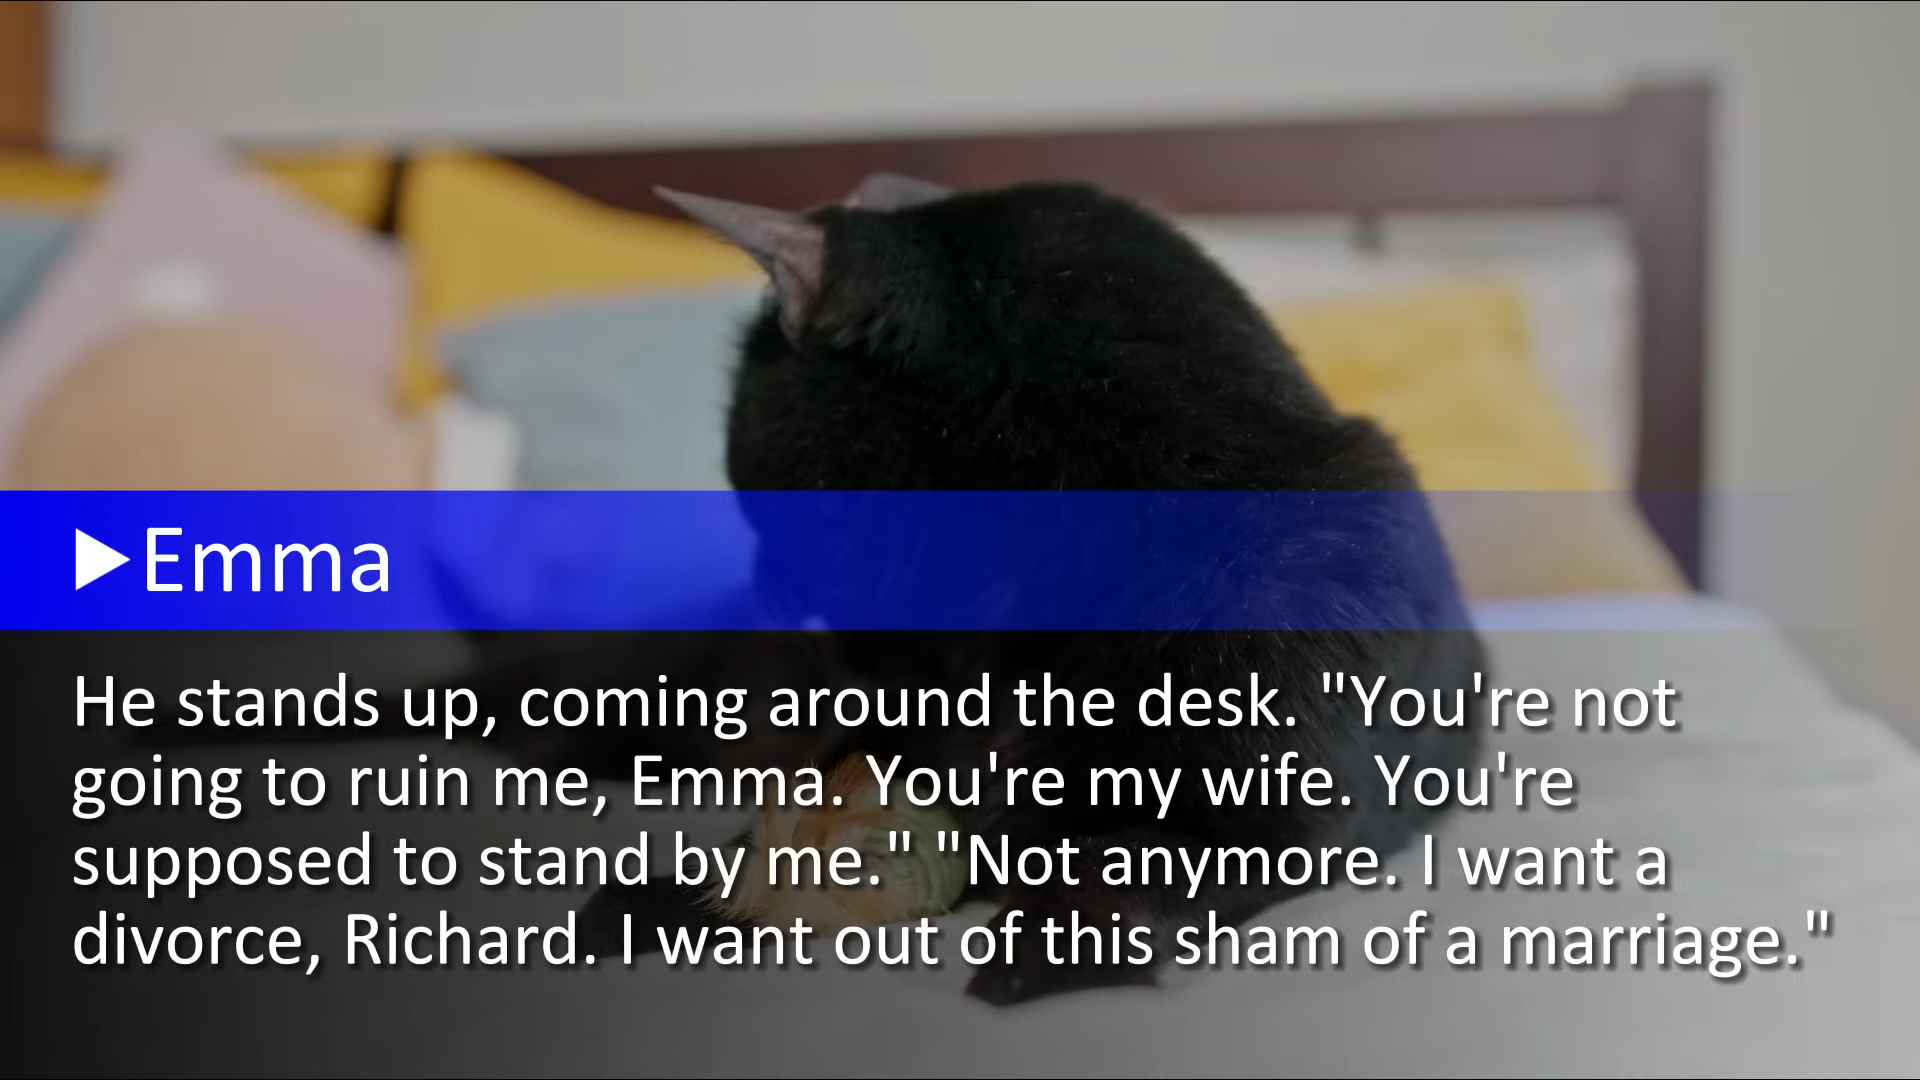 ▶Emma
He stands up, coming around the desk. "You're not
going to ruin me, Emma. You're my wife. You're
supposed to stand by me." "Not anymore. I want a
divorce, Richard. I want out of this sham of a marriage."